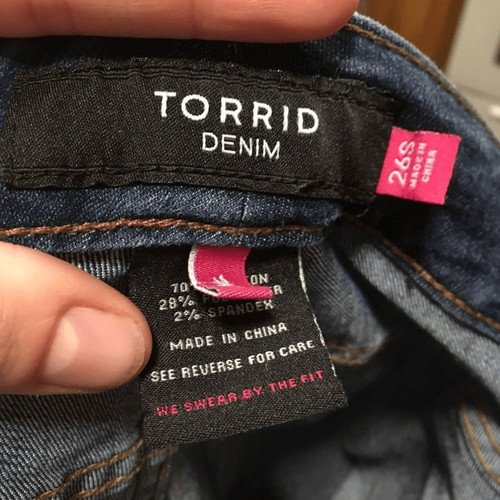 TORRID
DENIM
26S
MADE IN
CHINA
28%
2% SPANDEX
MADE IN CHINA
SEE REVERSE FOR CARE
WE SWEAR BY THE FIT